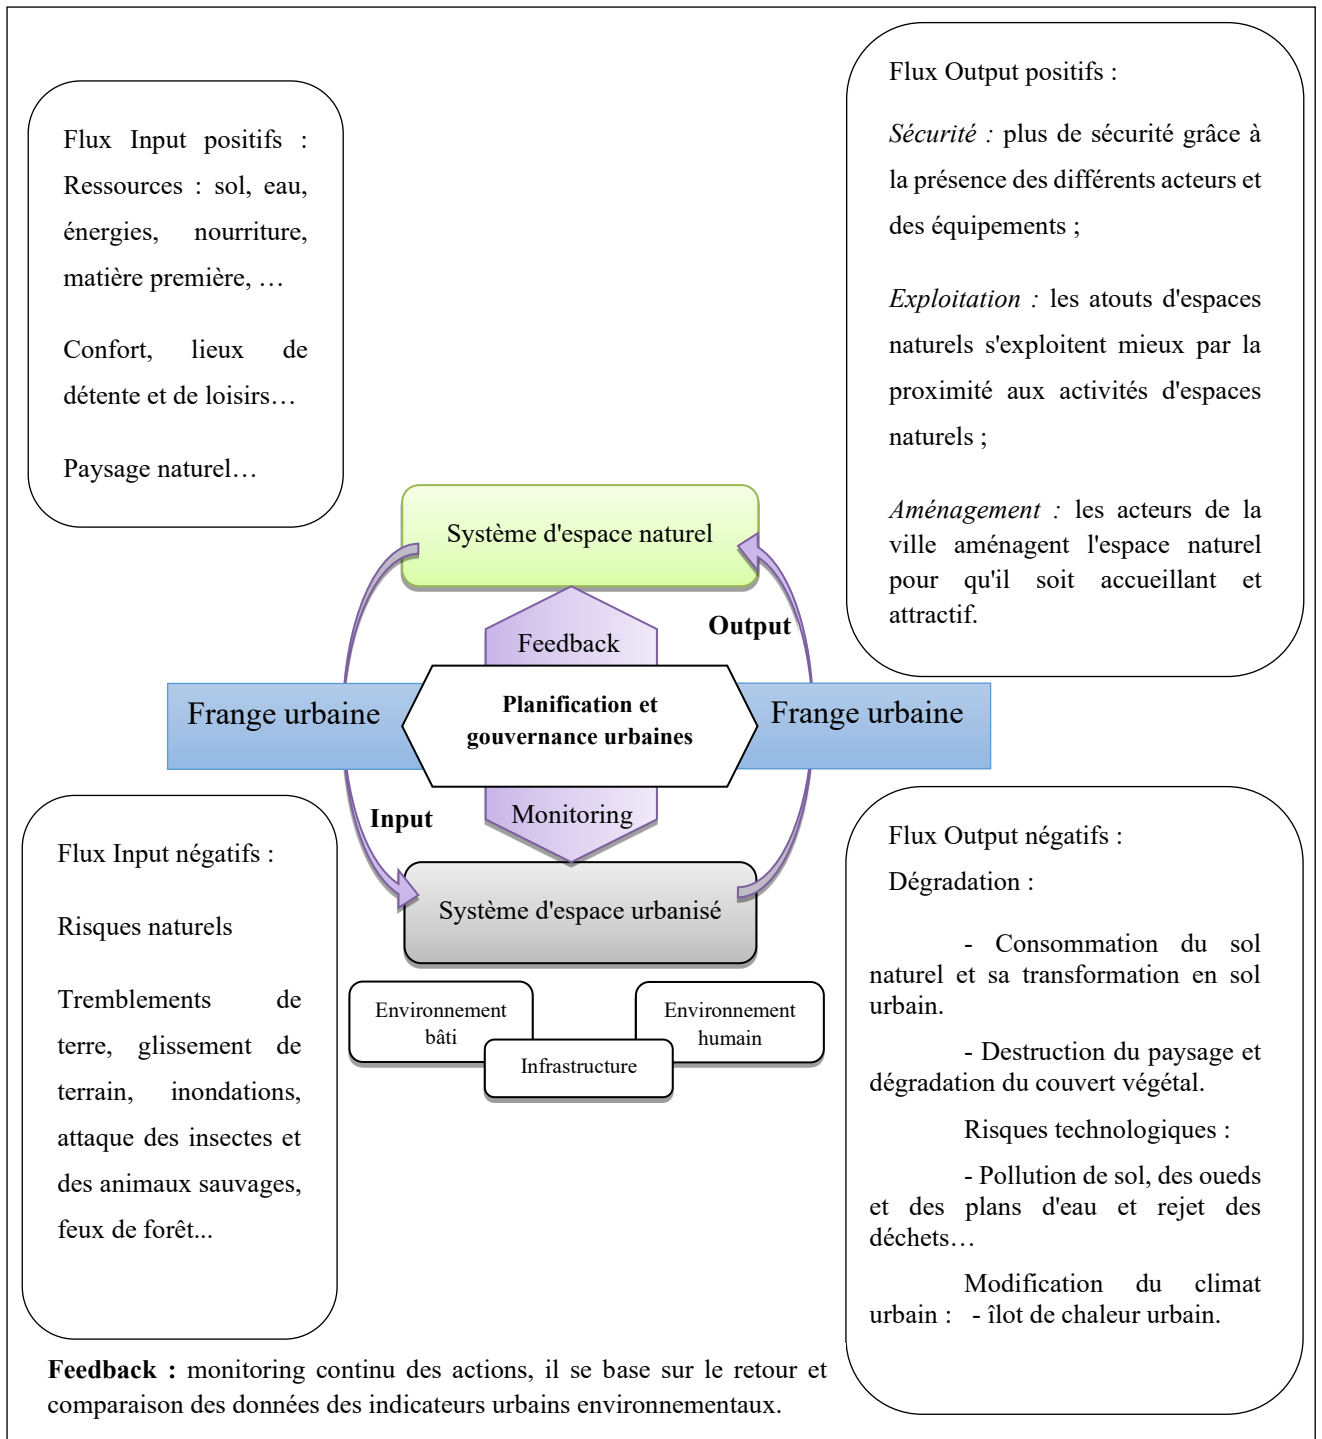 Flux Input positifs :
Ressources : sol, eau,
énergies, nourriture,
matière première, …
Confort, lieux de
détente et de loisirs…
Paysage naturel…
Flux Output positifs :
Sécurité : plus de sécurité grâce à
la présence des différents acteurs et
des équipements ;
Exploitation : les atouts d'espaces
naturels s'exploitent mieux par la
proximité aux activités d'espaces
naturels ;
Aménagement : les acteurs de la
ville aménagent l'espace naturel
pour qu'il soit accueillant et
attractif.
Système d'espace naturel
Output
Feedback
Frange urbaine
Planification et
gouvernance urbaines
Frange urbaine
Monitoring
Input
Système d'espace urbanisé
Environnement
bâti
Environnement
humain
Infrastructure
Flux Input négatifs :
Risques naturels
Tremblements de
terre, glissement de
terrain, inondations,
attaque des insectes et
des animaux sauvages,
feux de forêt...
Flux Output négatifs :
Dégradation :
- Consommation du sol
naturel et sa transformation en sol
urbain.
- Destruction du paysage et
dégradation du couvert végétal.
Risques technologiques :
- Pollution de sol, des oueds
et des plans d'eau et rejet des
déchets…
Modification du climat
urbain : - îlot de chaleur urbain.
Feedback : monitoring continu des actions, il se base sur le retour et
comparaison des données des indicateurs urbains environnementaux.